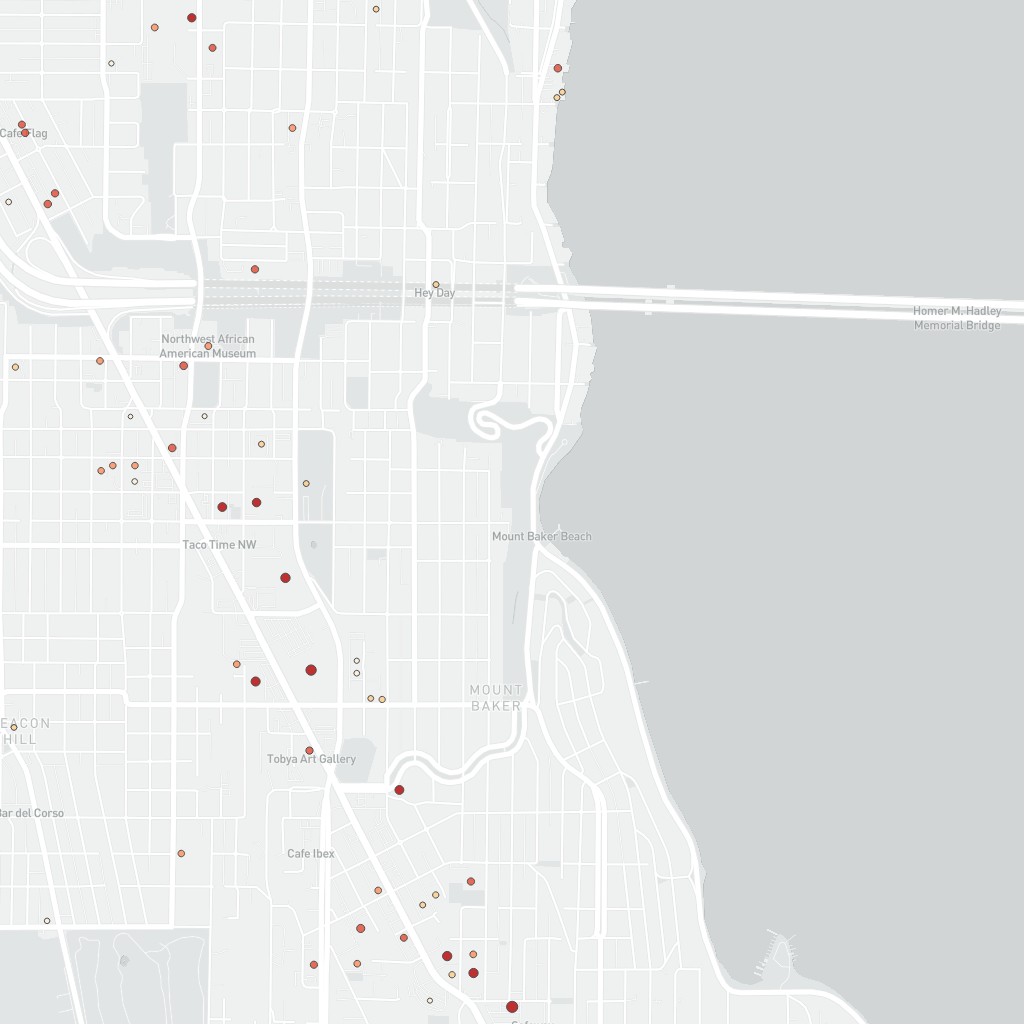 Cafe Flag
Hey Day
Homer M. Hadley
Memorial Bridge
Northwest African
American Museum
Mount Baker Beach
Taco Time NW
MOUNT
BAKER
EACON
HILL
Tobya Art Gallery
Bar del Corso
Cafe Ibex